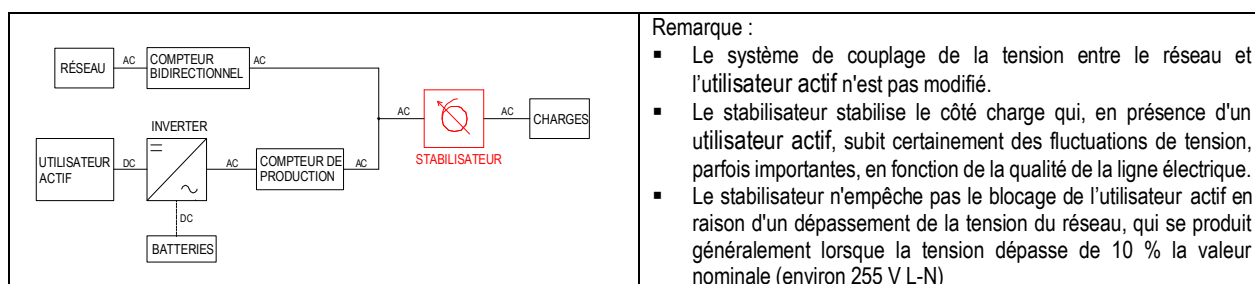 RÉSEAU
AC
COMPTEUR
BIDIRECTIONNEL
AC
AC
STABILISATEUR
AC
CHARGES
UTILISATEUR
ACTIF
DC
INVERTER
AC
COMPTEUR DE
PRODUCTION
AC
DC
BATTERIES
Remarque :
▪ Le système de couplage de la tension entre le réseau et
l'utilisateur actif n'est pas modifié.
▪ Le stabilisateur stabilise le côté charge qui, en présence d'un
utilisateur actif, subit certainement des fluctuations de tension,
parfois importantes, en fonction de la qualité de la ligne électrique.
▪ Le stabilisateur n'empêche pas le blocage de l'utilisateur actif en
raison d'un dépassement de la tension du réseau, qui se produit
généralement lorsque la tension dépasse de 10 % la valeur
nominale (environ 255 V L-N)